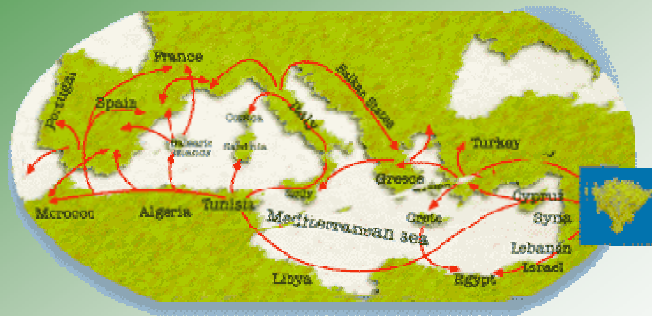 France
Portugal
Spain
Balkan States
Corsica
Italy
Balearic
Islands
Sardinia
Turkey
Greece
Sicily
Cyprus
Morocco
Algeria
Tunisia
Crete
Syria
Mediterranean sea
Lebanon
Israel
Libya
Egypt